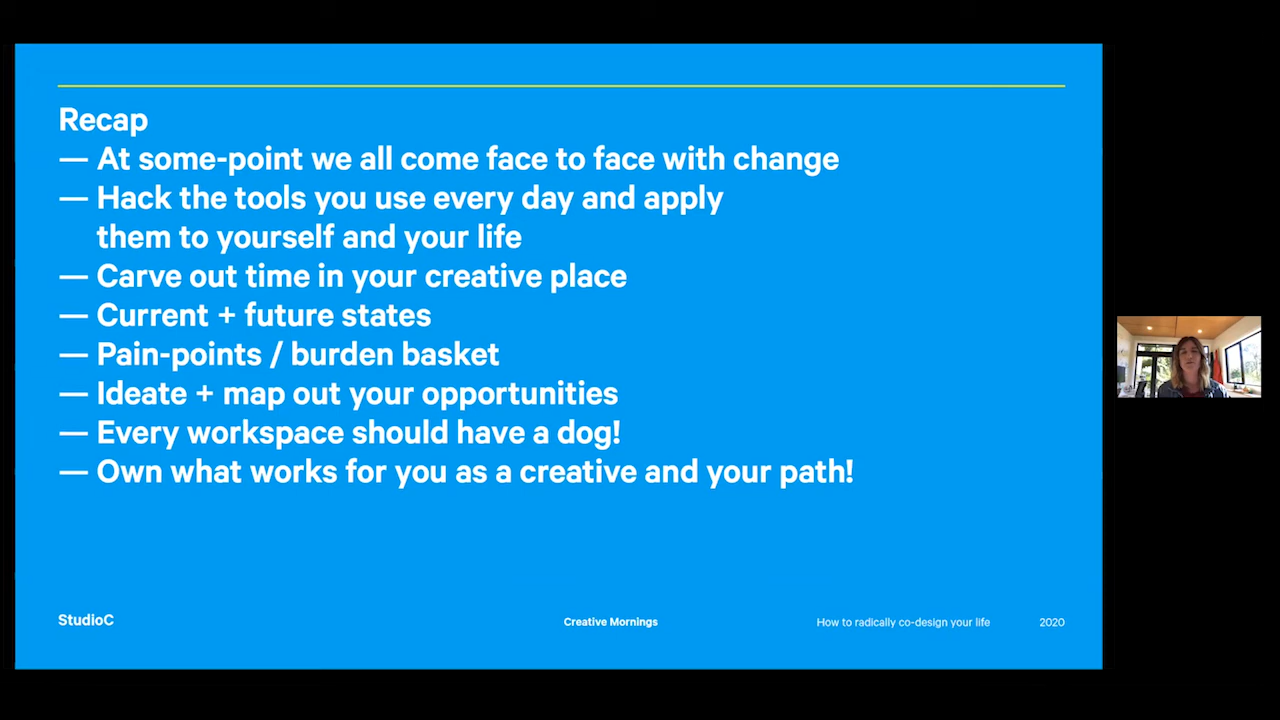 Recap
— At some-point we all come face to face with change
— Hack the tools you use every day and apply
them to yourself and your life
— Carve out time in your creative place
— Current + future states
— Pain-points / burden basket
— Ideate + map out your opportunities
— Every workspace should have a dog!
— Own what works for you as a creative and your path!
StudioC
Creative Mornings
How to radically co-design your life
2020